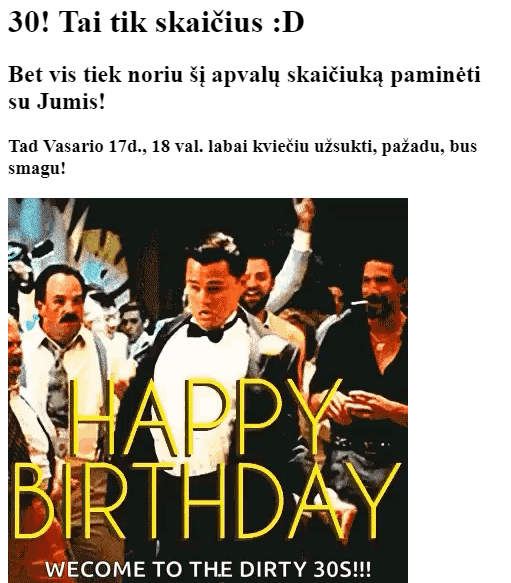 30! Tai tik skaičius :D
Bet vis tiek noriu šį apvalų skaičiuką paminėti
su Jumis!
Tad Vasario 17d., 18 val. labai kviečiu užsukti, pažadu, bus
smagu!
HAPPY
BIRTHDAY
WECOME TO THE DIRTY 30S!!!